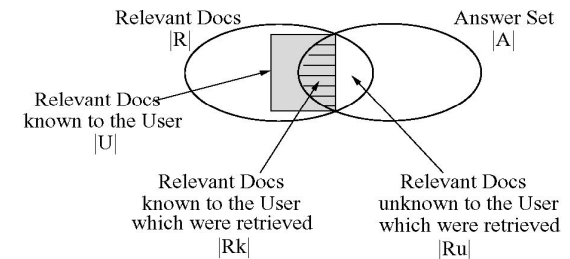 Relevant Docs
|R|
Answer Set
|A|
Relevant Docs
known to the User
|U|
Relevant Docs
known to the User
which were retrieved
|Rk|
Relevant Docs
unknown to the User
which were retrieved
|Ru|